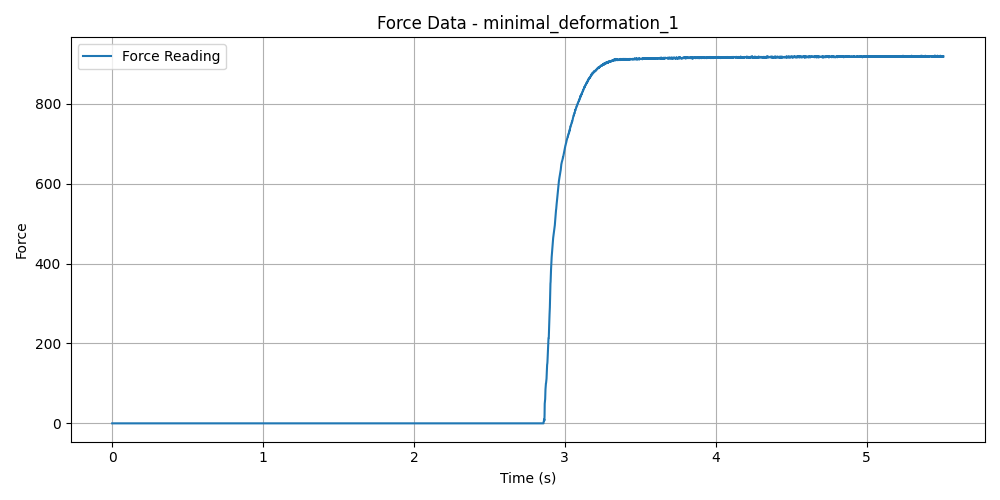 Force Data - minimal_deformation_1
Force Reading
Force
800
600
400
200
0
0 1 2 3 4 5
Time (s)